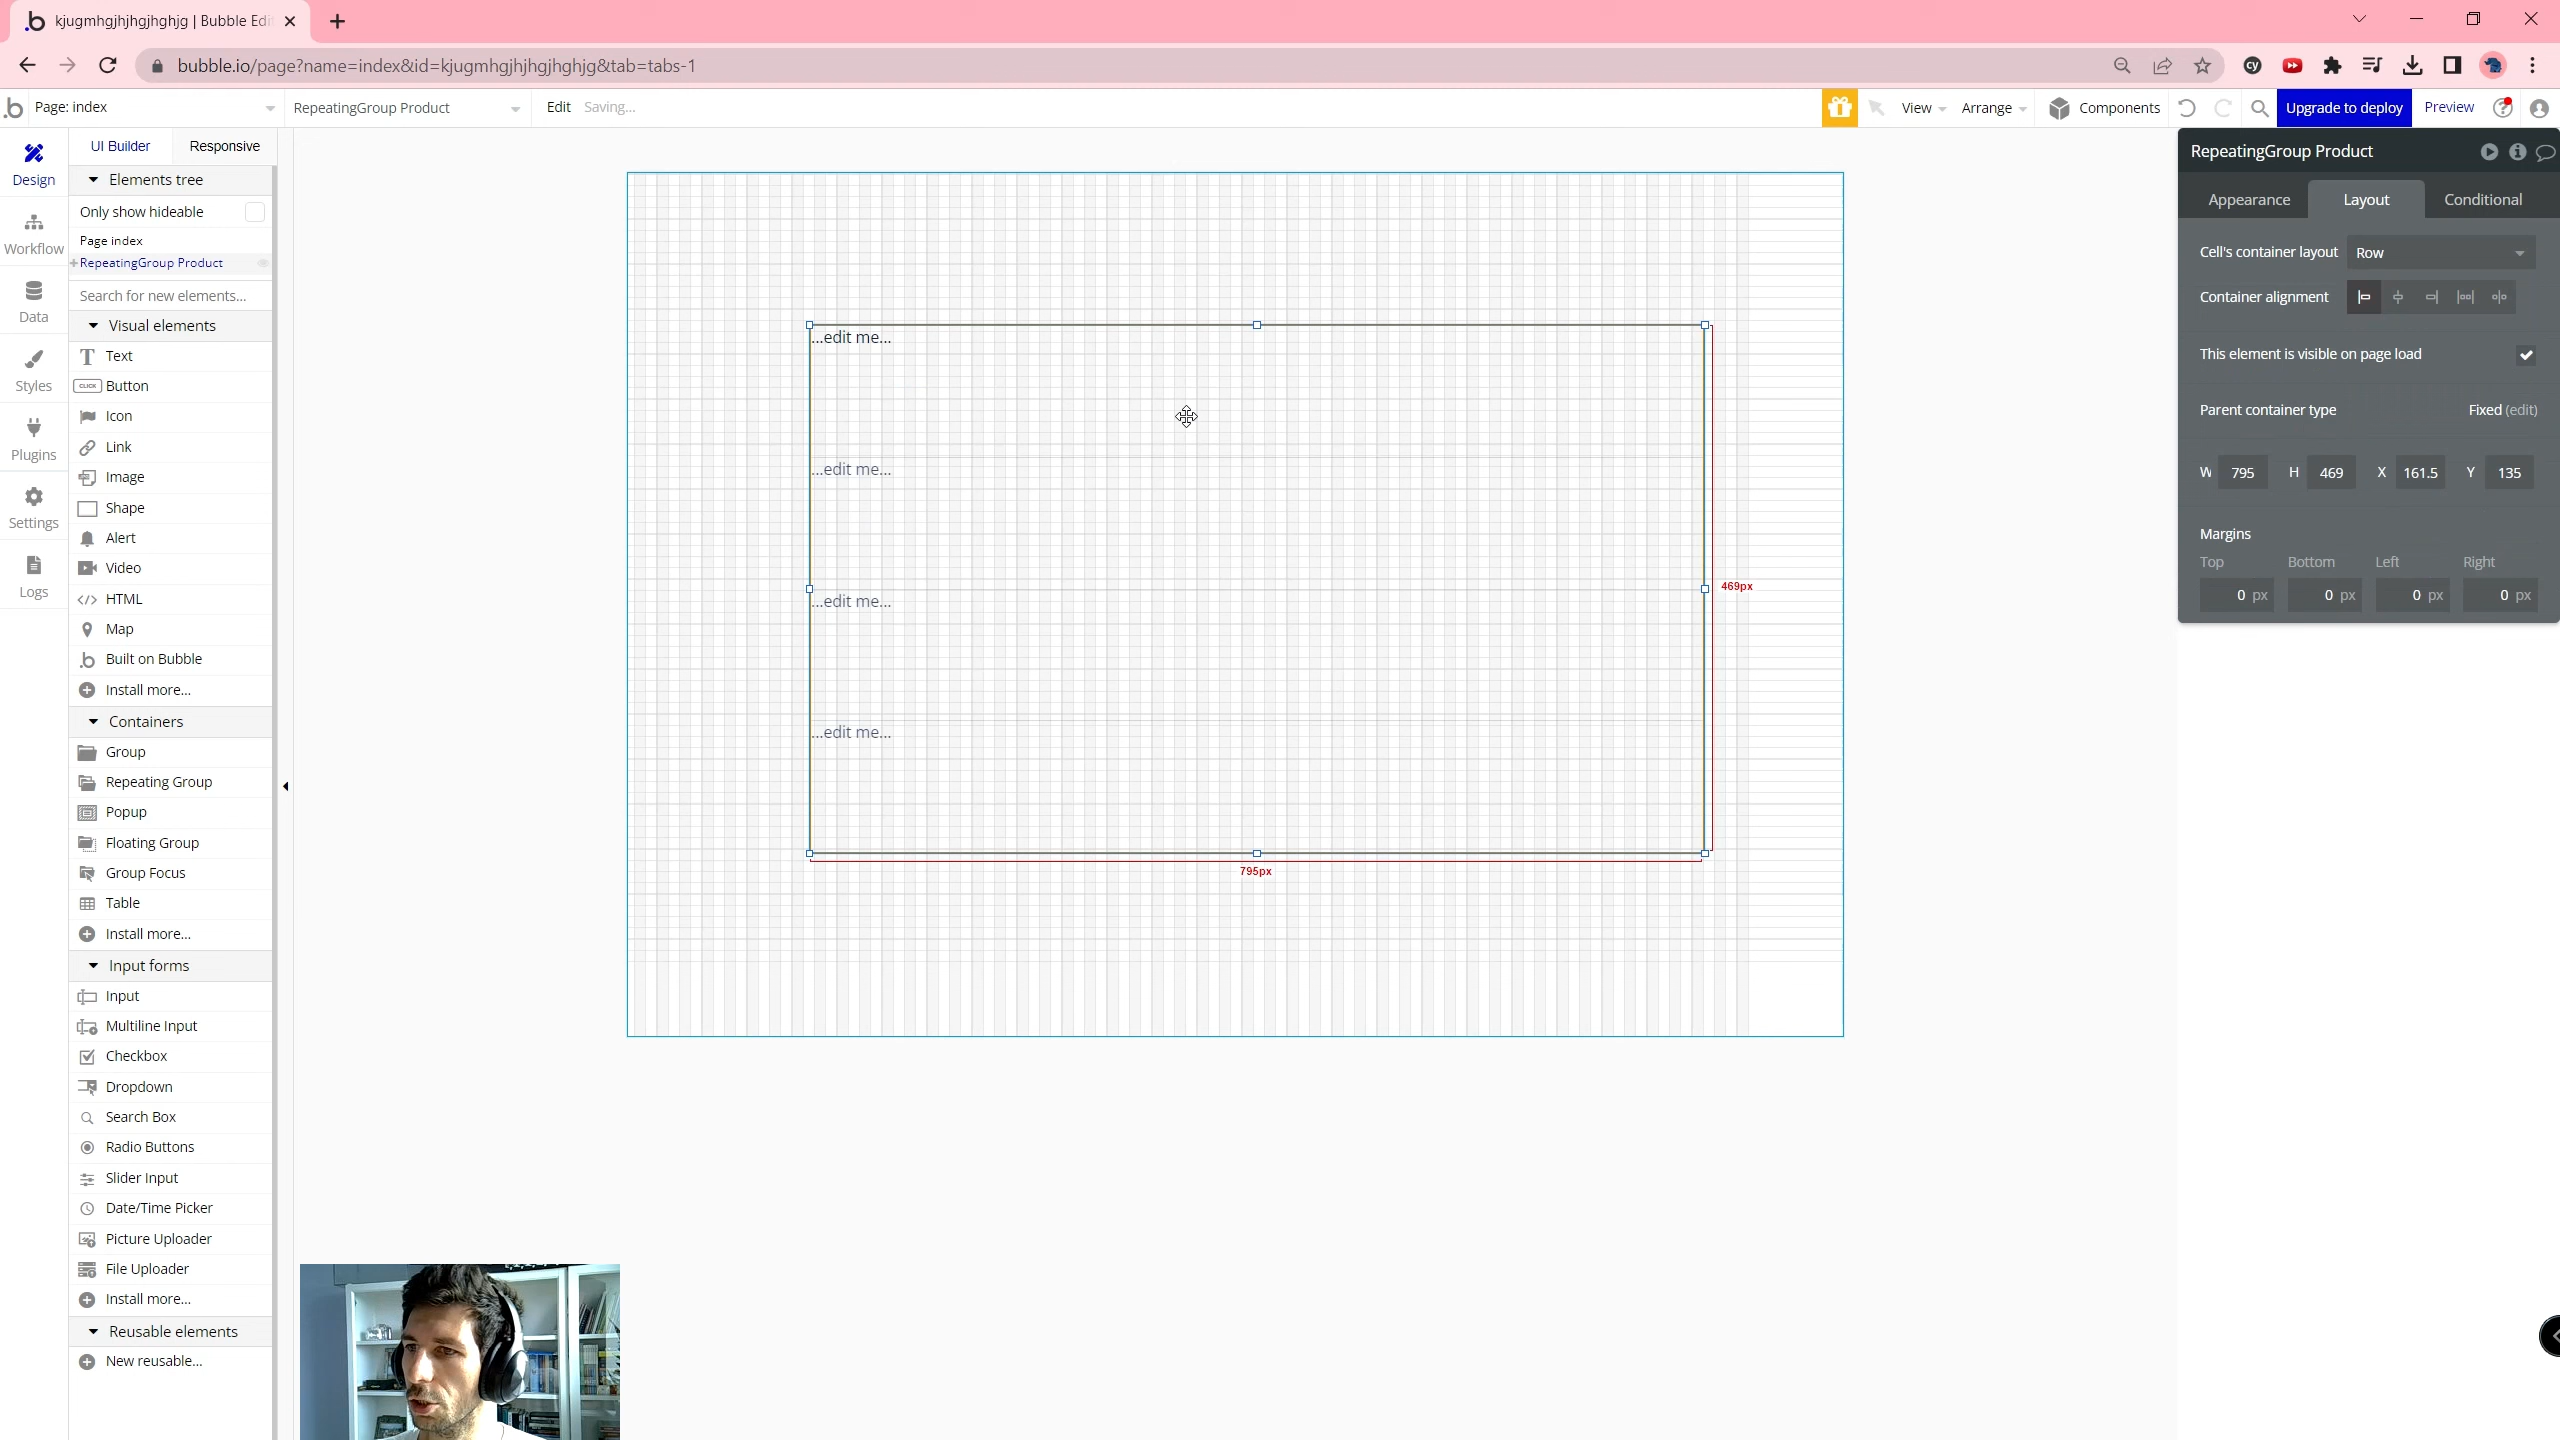 kjugmhgjhjhgjhghjg | Bubble Edi
bubble.io/page?name=index&id=kjugmhgjhjhgjhghjg&tab=tabs-1
Page: index
RepeatingGroup Product
Edit
Saving...
View
Arrange
Components
Upgrade to deploy
Preview
Design
Workflow
Data
Styles
Plugins
Settings
Logs
UI Builder
Responsive
Elements tree
Only show hideable
Page index
RepeatingGroup Product
Search for new elements...
Visual elements
Text
CLICK
Button
Icon
Link
Image
Shape
Alert
Video
HTML
Map
Built on Bubble
Install more...
Containers
Group
Repeating Group
Popup
Floating Group
Group Focus
Table
Install more...
Input forms
Input
Multiline Input
Checkbox
Dropdown
Search Box
Radio Buttons
Slider Input
Date/Time Picker
Picture Uploader
File Uploader
Install more...
Reusable elements
New reusable...
...edit me...
...edit me...
...edit me...
...edit me...
469px
795px
RepeatingGroup Product
Appearance
Layout
Conditional
Cell's container layout
Row
Container alignment
This element is visible on page load
Parent container type
Fixed (edit)
W 795 H 469 X 161.5 Y 135
Margins
Top Bottom Left Right
0 px 0 px 0 px 0 px